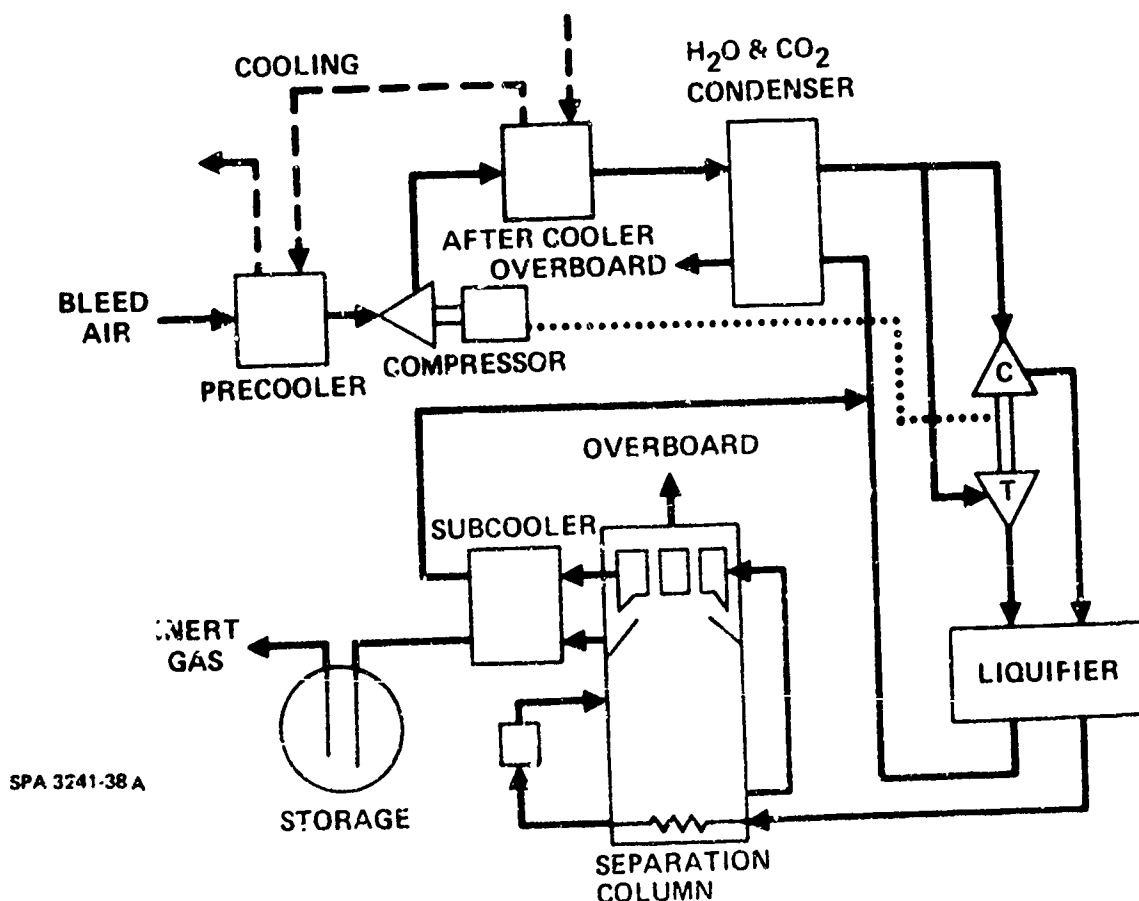 COOLING
H2O & CO2
CONDENSER
AFTER COOLER
OVERBOARD
BLEED
AIR
PRECOOLER
COMPRESSOR
C
T
OVERBOARD
SUBCOOLER
INERT
GAS
LIQUIFIER
SPA 3241-38 A
STORAGE
SEPARATION
COLUMN